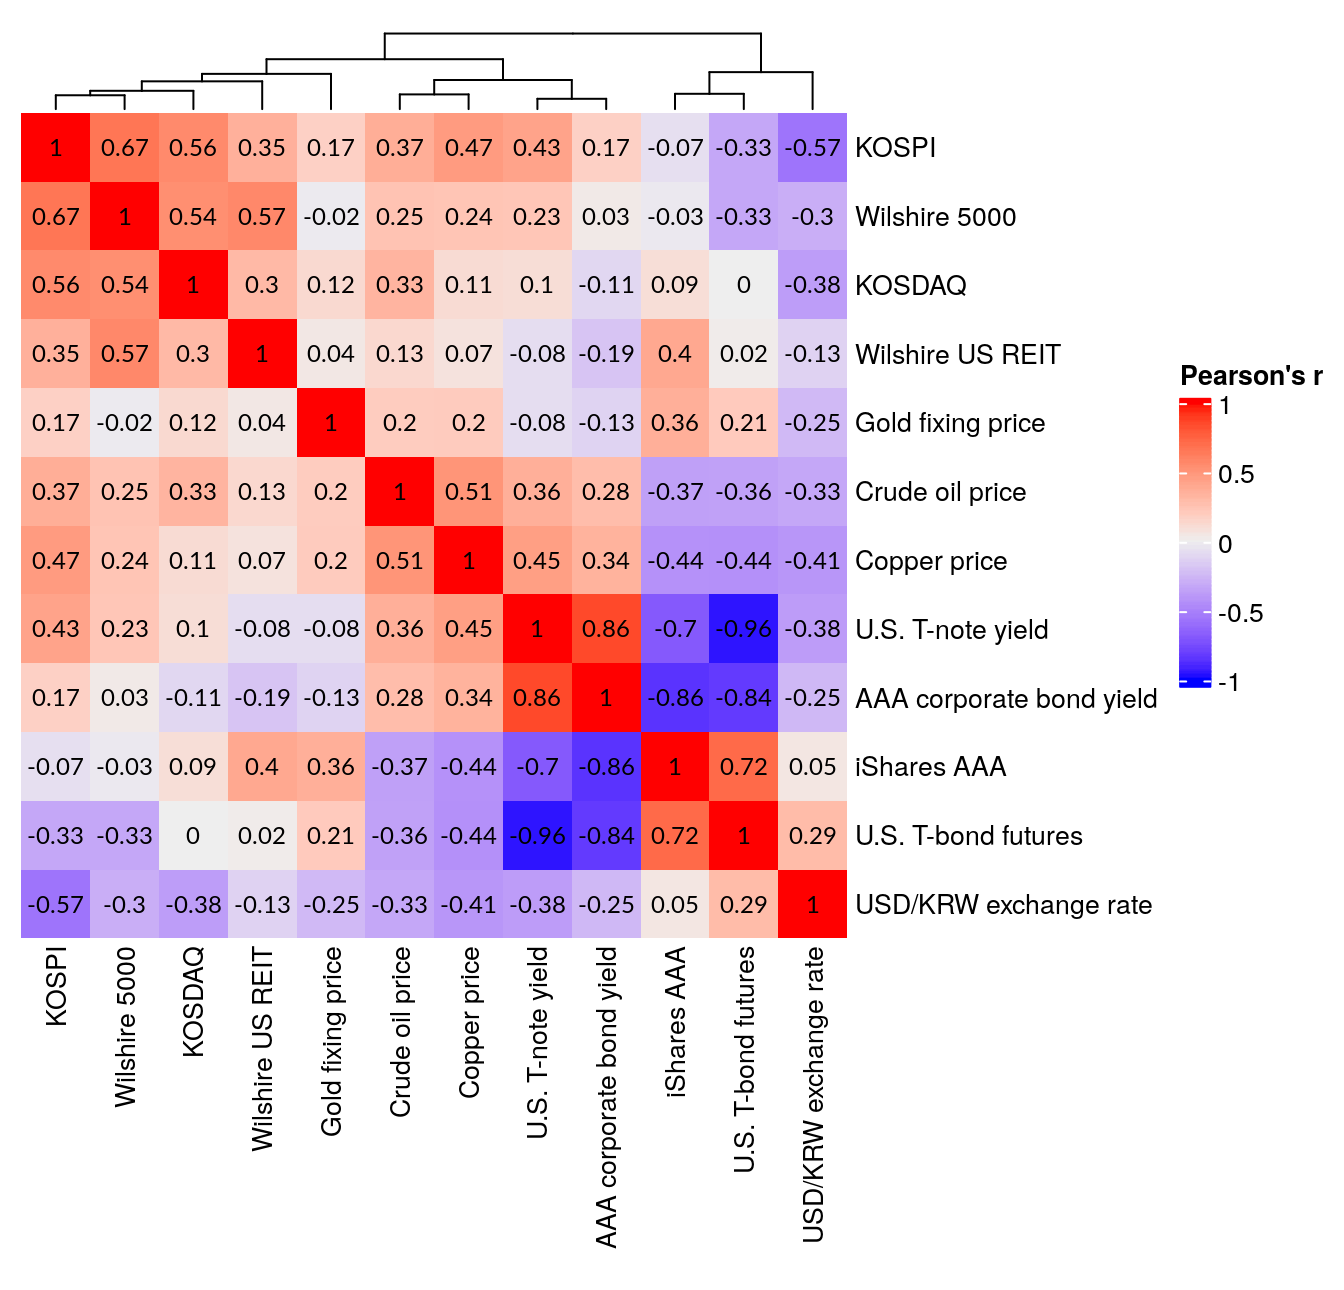 1 0.67 0.56 0.35 0.17 0.37 0.47 0.43 0.17 -0.07 -0.33 -0.57 KOSPI
0.67 1 0.54 0.57 -0.02 0.25 0.24 0.23 0.03 -0.03 -0.33 -0.3 Wilshire 5000
0.56 0.54 1 0.3 0.12 0.33 0.11 0.1 -0.11 0.09 0 -0.38 KOSDAQ
0.35 0.57 0.3 1 0.04 0.13 0.07 -0.08 -0.19 0.4 0.02 -0.13 Wilshire US REIT
0.17 -0.02 0.12 0.04 1 0.2 0.2 -0.08 -0.13 0.36 0.21 -0.25 Gold fixing price
0.37 0.25 0.33 0.13 0.2 1 0.51 0.36 0.28 -0.37 -0.36 -0.33 Crude oil price
0.47 0.24 0.11 0.07 0.2 0.51 1 0.45 0.34 -0.44 -0.44 -0.41 Copper price
0.43 0.23 0.1 -0.08 -0.08 0.36 0.45 1 0.86 -0.7 -0.96 -0.38 U.S. T-note yield
0.17 0.03 -0.11 -0.19 -0.13 0.28 0.34 0.86 1 -0.86 -0.84 -0.25 AAA corporate bond yield
-0.07 -0.03 0.09 0.4 0.36 -0.37 -0.44 -0.7 -0.86 1 0.72 0.05 iShares AAA
-0.33 -0.33 0 0.02 0.21 -0.36 -0.44 -0.96 -0.84 0.72 1 0.29 U.S. T-bond futures
-0.57 -0.3 -0.38 -0.13 -0.25 -0.33 -0.41 -0.38 -0.25 0.05 0.29 1 USD/KRW exchange rate
KOSPI
Wilshire 5000
KOSDAQ
Wilshire US REIT
Gold fixing price
Crude oil price
Copper price
U.S. T-note yield
AAA corporate bond yield
iShares AAA
U.S. T-bond futures
USD/KRW exchange rate
Pearson's r
1
0.5
0
-0.5
-1